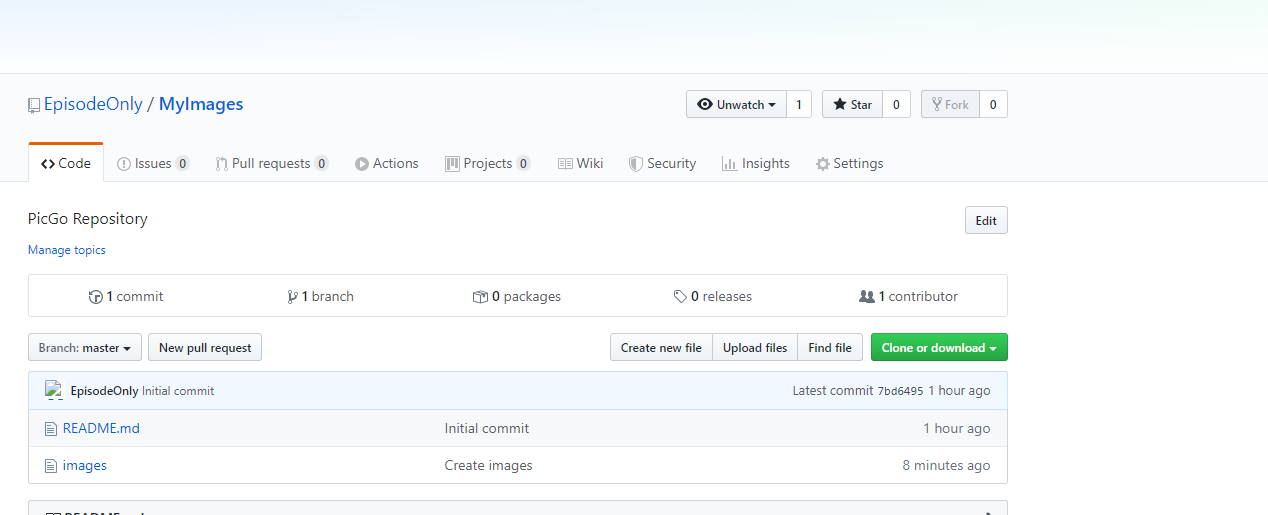 EpisodeOnly / MyImages
Unwatch 1 Star 0 Fork 0
Code Issues 0 Pull requests 0 Actions Projects 0 Wiki Security Insights Settings
PicGo Repository
Edit
Manage topics
1 commit 1 branch 0 packages 0 releases 1 contributor
Branch: master New pull request Create new file Upload files Find file Clone or download
EpisodeOnly Initial commit Latest commit 7bd6495 1 hour ago
README.md Initial commit 1 hour ago
images Create images 8 minutes ago